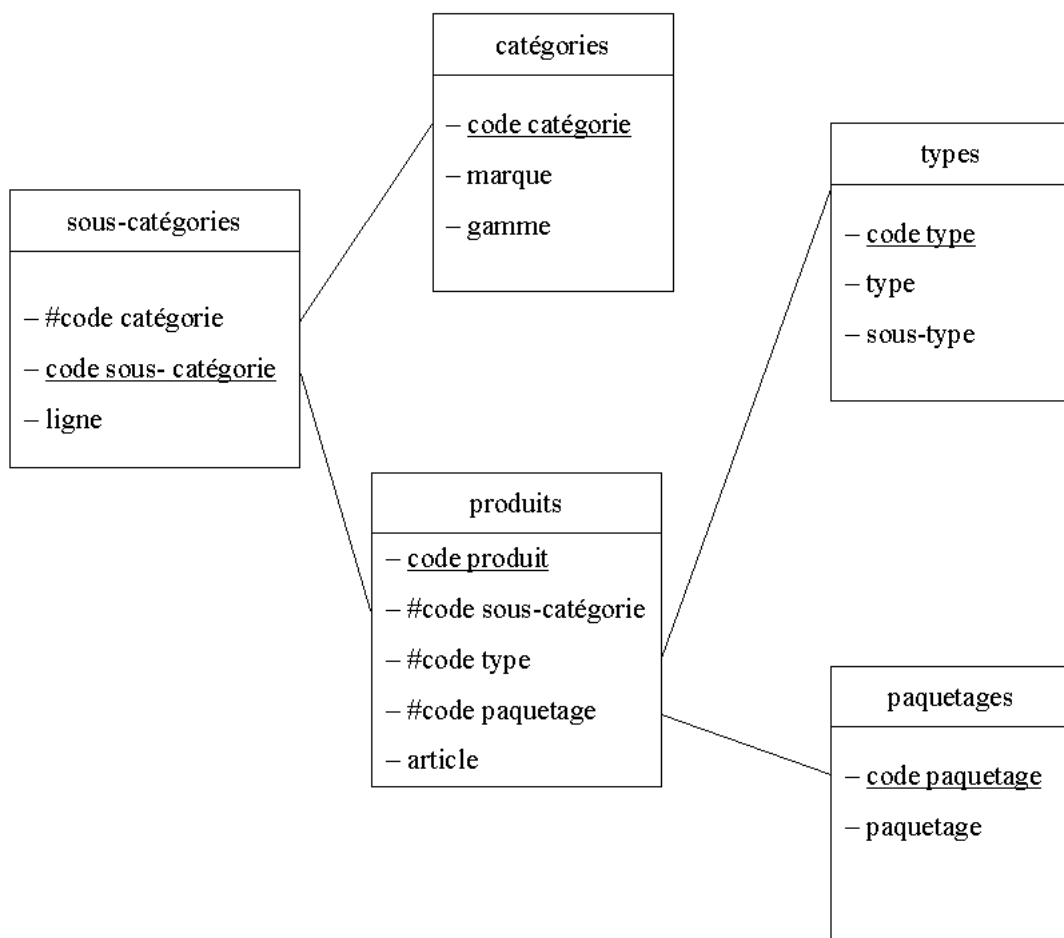 catégories
– code catégorie
– marque
– gamme
types
– code type
– type
– sous-type
sous-catégories
– #code catégorie
– code sous- catégorie
– ligne
produits
– code produit
– #code sous-catégorie
– #code type
– #code paquetage
– article
paquetages
– code paquetage
– paquetage